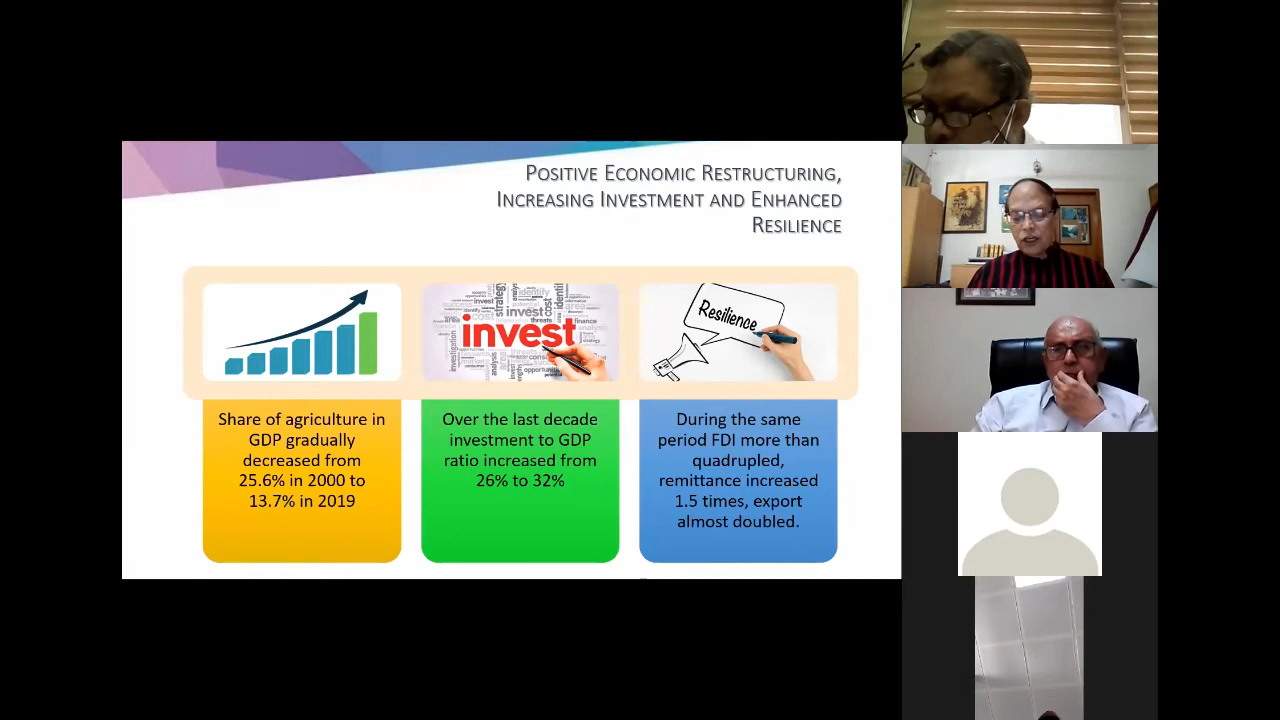 POSITIVE ECONOMIC RESTRUCTURING,
INCREASING INVESTMENT AND ENHANCED
RESILIENCE
invest
Resilience
Share of agriculture in
GDP gradually
decreased from
25.6% in 2000 to
13.7% in 2019
Over the last decade
investment to GDP
ratio increased from
26% to 32%
During the same
period FDI more than
quadrupled,
remittance increased
1.5 times, export
almost doubled.